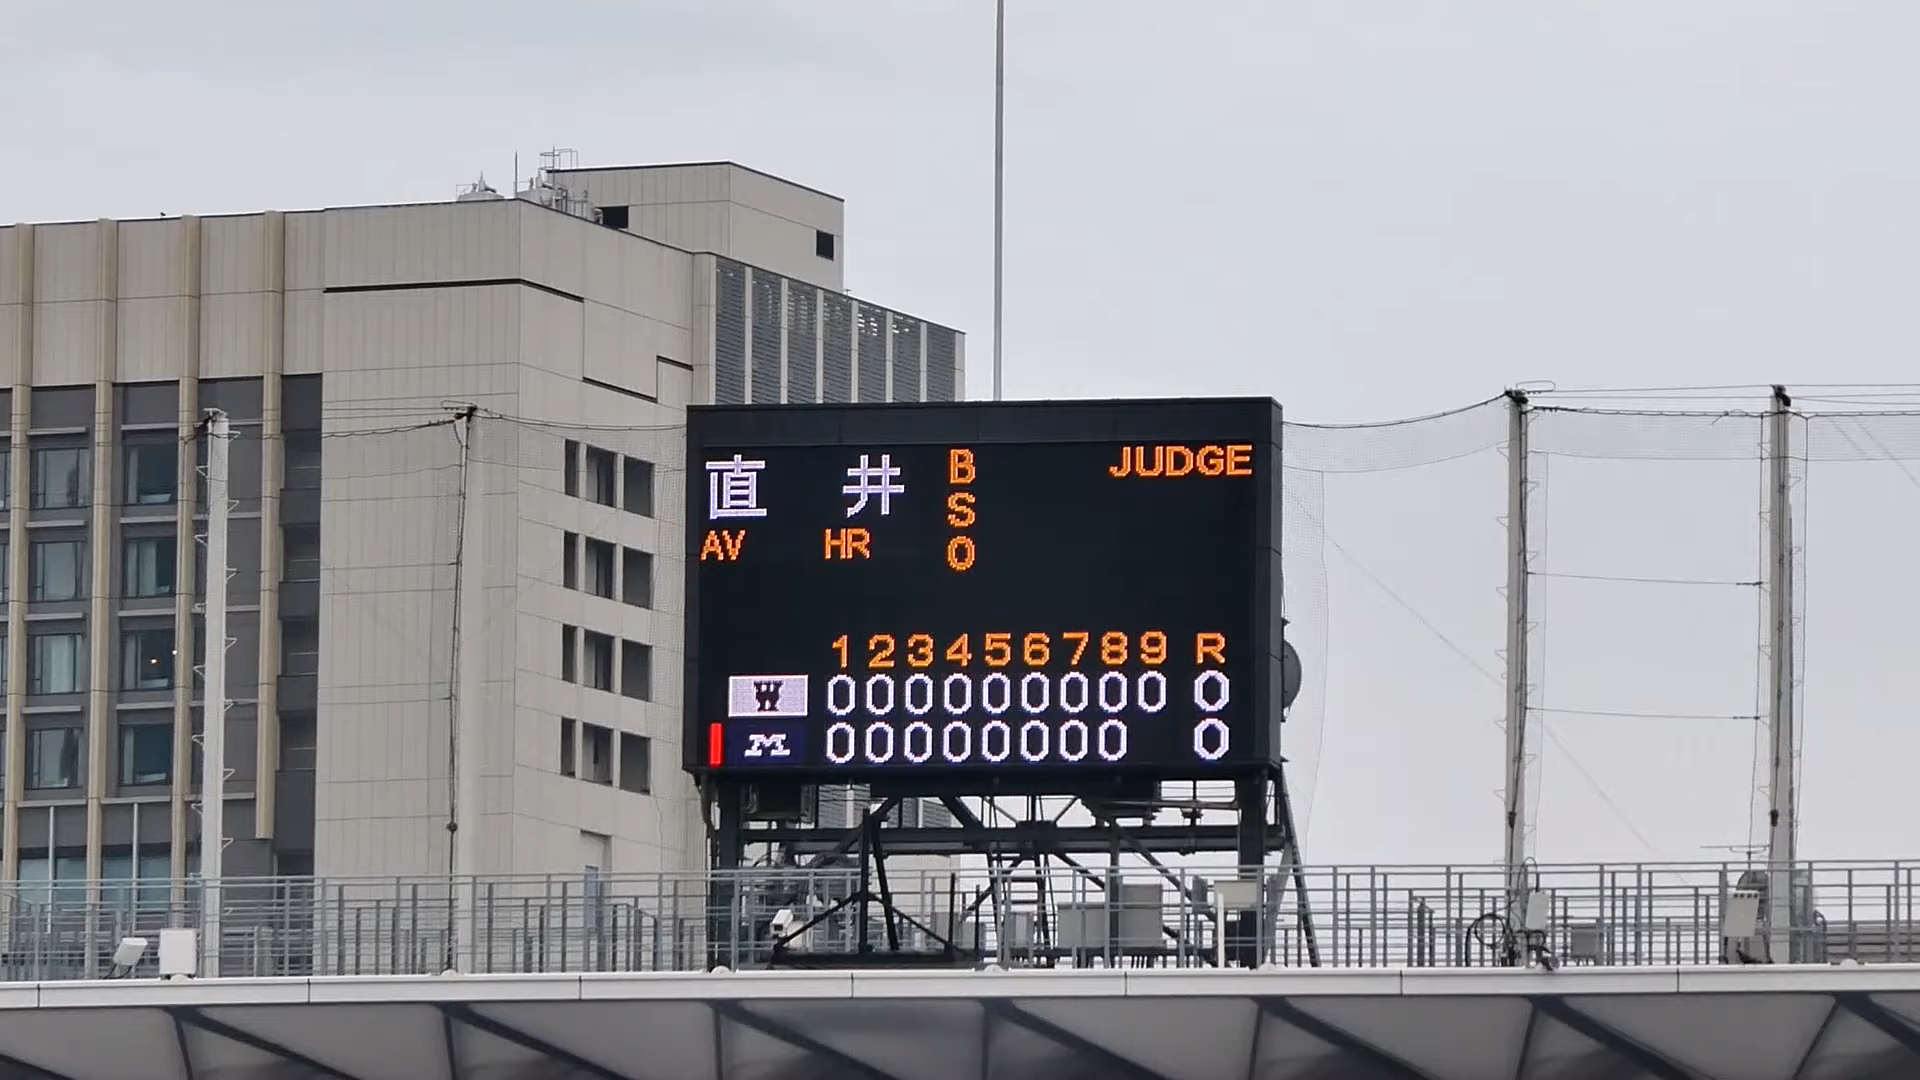 直 井 B JUDGE
S
AV HR O
1 2 3 4 5 6 7 8 9 R
W 0 0 0 0 0 0 0 0 0 0
M 0 0 0 0 0 0 0 0 0